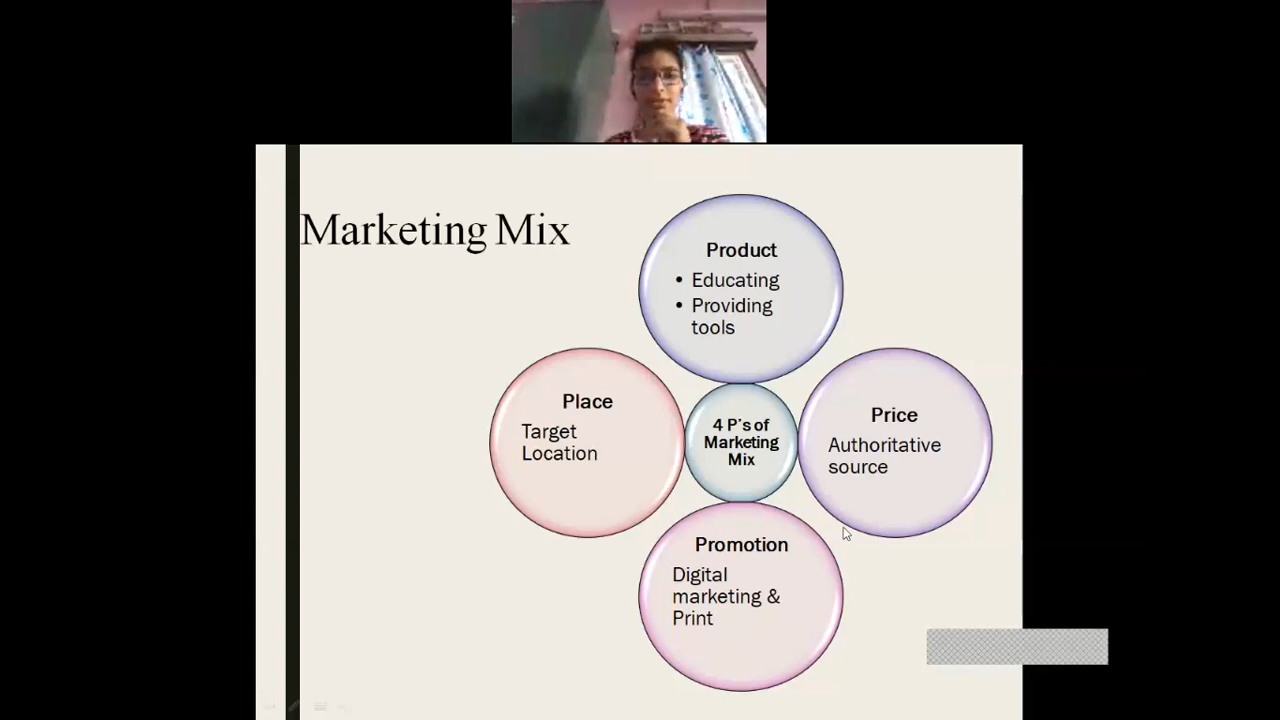 Marketing Mix
Product
• Educating
• Providing
tools
Place
Target
Location
4 P's of
Marketing
Mix
Price
Authoritative
source
Promotion
Digital
marketing &
Print